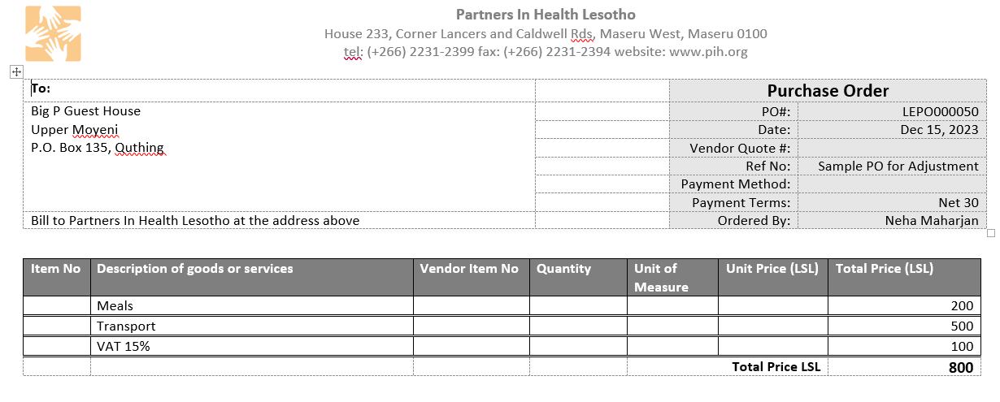 Partners In Health Lesotho
House 233, Corner Lancers and Caldwell Rds, Maseru West, Maseru 0100
tel: (+266) 2231-2399 fax: (+266) 2231-2394 website: www.pih.org
To:
Big P Guest House
Upper Moyeni
P.O. Box 135, Quthing
Bill to Partners In Health Lesotho at the address above
Purchase Order
PO#: LEPO000050
Date: Dec 15, 2023
Vendor Quote #:
Ref No: Sample PO for Adjustment
Payment Method:
Payment Terms: Net 30
Ordered By: Neha Maharjan
Item No Description of goods or services Vendor Item No Quantity Unit of Measure Unit Price (LSL) Total Price (LSL)
Meals 200
Transport 500
VAT 15% 100
Total Price LSL 800